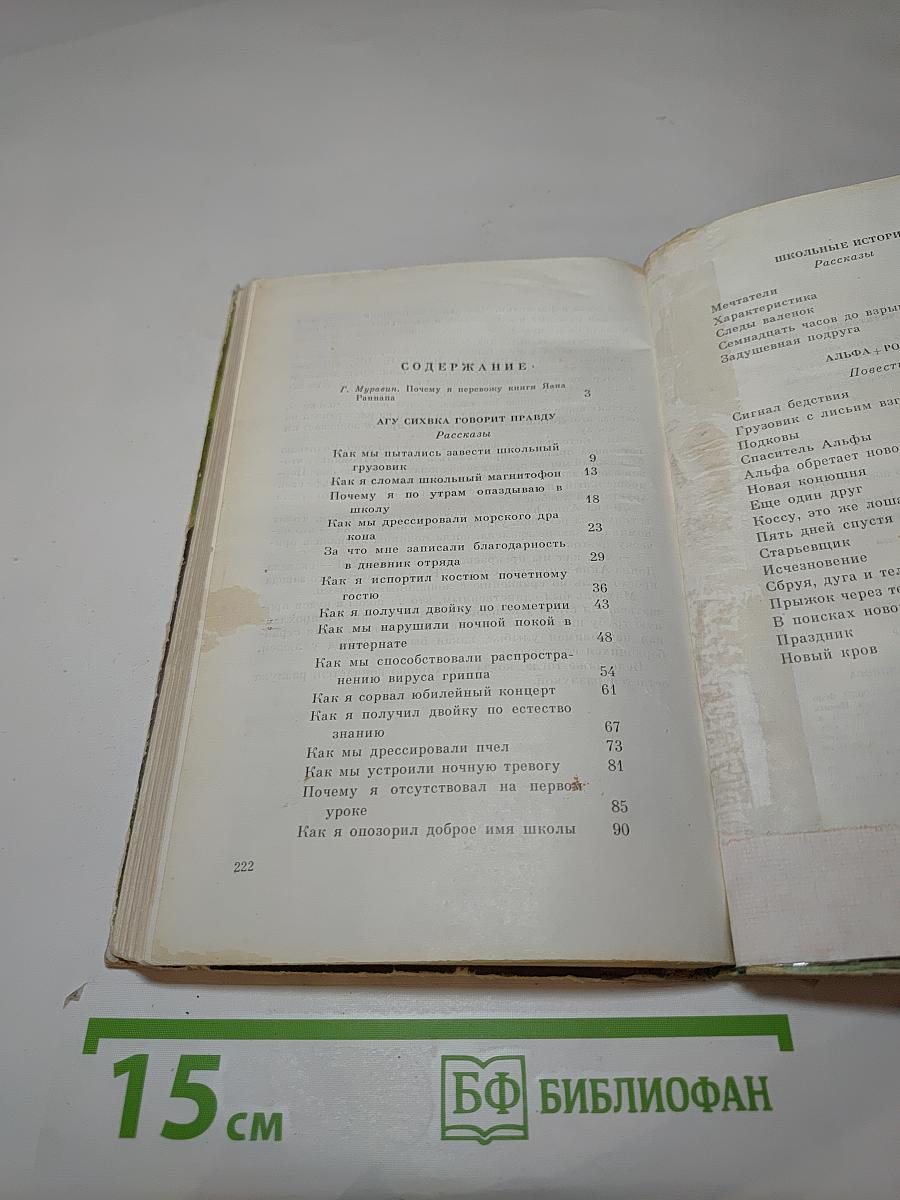 СОДЕРЖАНИЕ
Г. Муравин. Почему я перевожу книги Яана
Раннапа 3
АГУ СИХВКА ГОВОРИТ ПРАВДУ
Рассказы
Как мы пытались завести школьный
грузовик 9
Как я сломал школьный магнитофон 13
Почему я по утрам опаздываю в
школу 18
Как мы дрессировали морского дра
кона 23
За что мне записали благодарность
в дневник отряда 29
Как я испортил костюм почетному
гостю 36
Как я получил двойку по геометрии 43
Как мы нарушили ночной покой в
интернате 48
Как мы способствовали распростра-
нению вируса гриппа 54
Как я сорвал юбилейный концерт 61
Как я получил двойку по естество
знанию 67
Как мы дрессировали пчел 73
Как мы устроили ночную тревогу 81
Почему я отсутствовал на первом
уроке 85
Как я опозорил доброе имя школы 90
222
ШКОЛЬНЫЕ ИСТОРИ
Рассказы
Мечтатели
Характеристика
Следы валенок
Семнадцать часов до взры
Задушевная подруга
АЛЬФА+РО
Повест
Сигнал бедствия
Грузовик с лисьим взг
Подковы
Спаситель Альфы
Альфа обретает ново
Новая конюшня
Еще один друг
Коссу, это же лоша
Пять дней спустя
Старьевщик
Исчезновение
Сбруя, дуга и тел
Прыжок через те
В поисках ново
Праздник
Новый кров
15 см
БФ БИБЛИОФАН